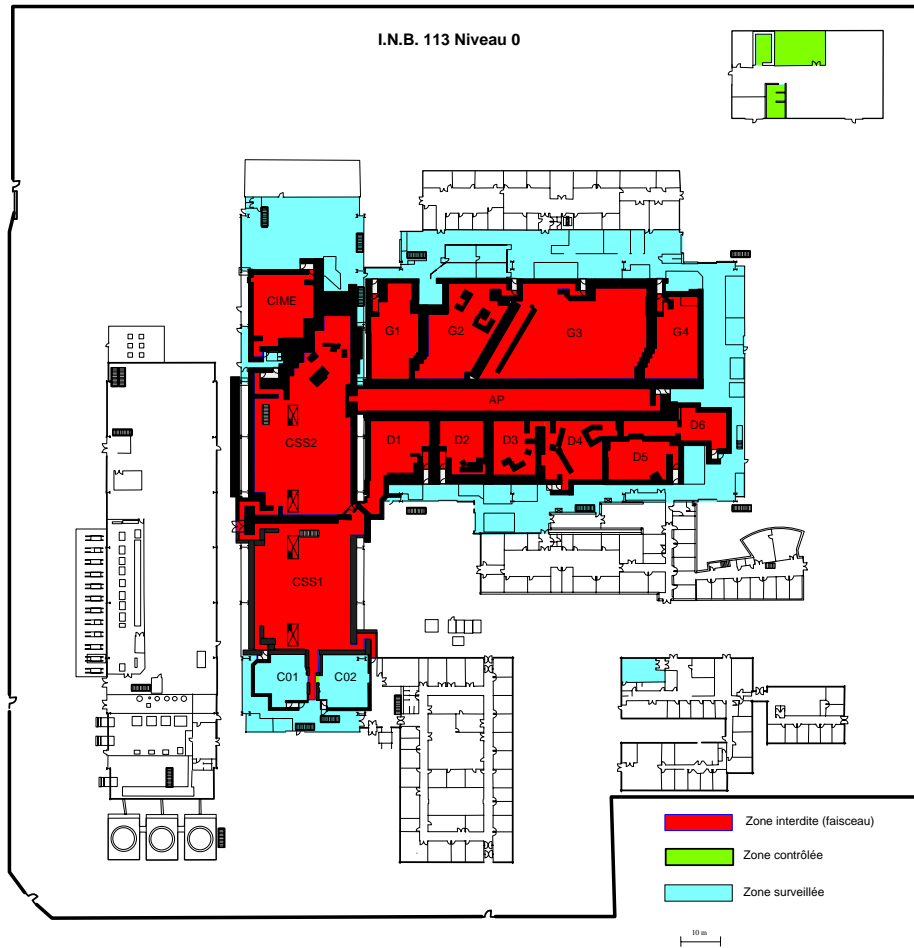 I.N.B. 113 Niveau 0
CIME
G1
G2
G3
G4
AP
CSS2
D1
D2
D3
D4
D5
D6
CSS1
C01
C02
Zone interdite (faisceau)
Zone contrôlée
Zone surveillée
10 m